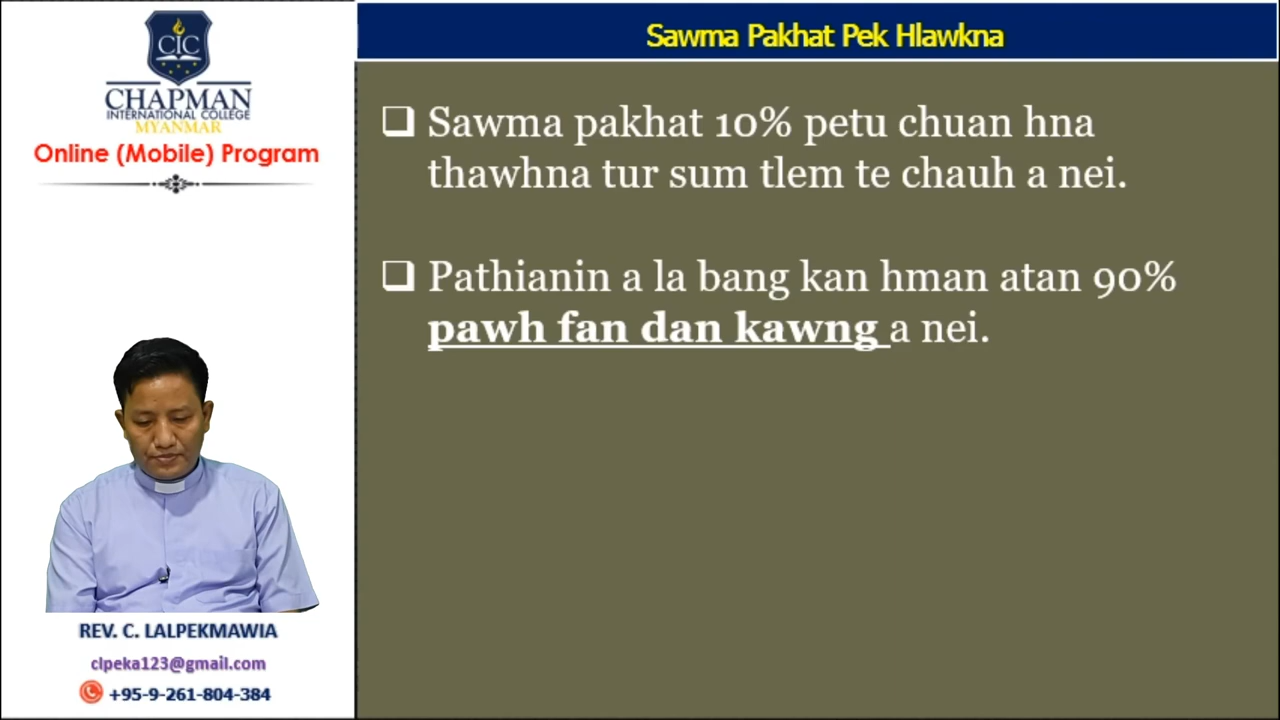 CIC
CHAPMAN
INTERNATIONAL COLLEGE
MYANMAR
Online (Mobile) Program
REV. C. LALPEKMAWIA
clpeka123@gmail.com
+95-9-261-804-384
Sawma Pakhat Pek Hlawkna
Sawma pakhat 10% petu chuan hna
thawhna tur sum tlem te chauh a nei.
Pathianin a la bang kan hman atan 90%
pawh fan dan kawng a nei.